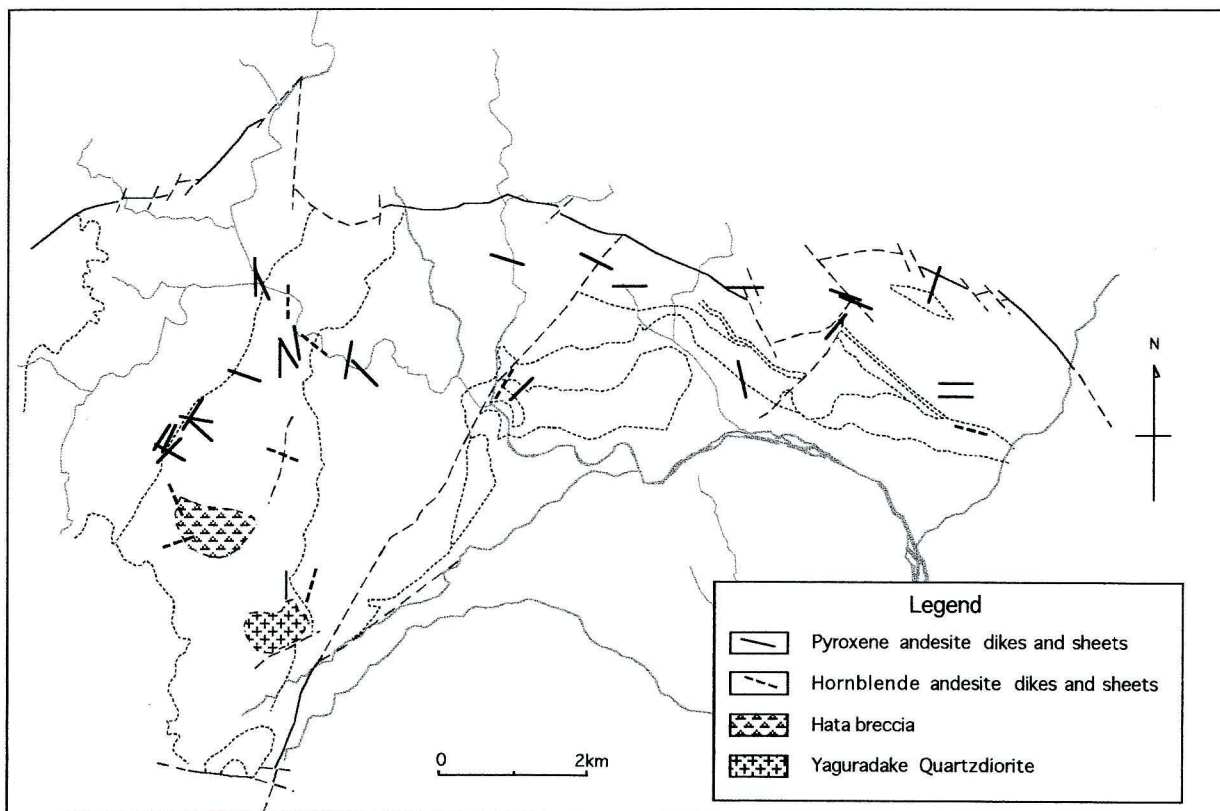 N
0 2km
Legend
Pyroxene andesite dikes and sheets
Hornblende andesite dikes and sheets
Hata breccia
Yaguradake Quartzdiorite